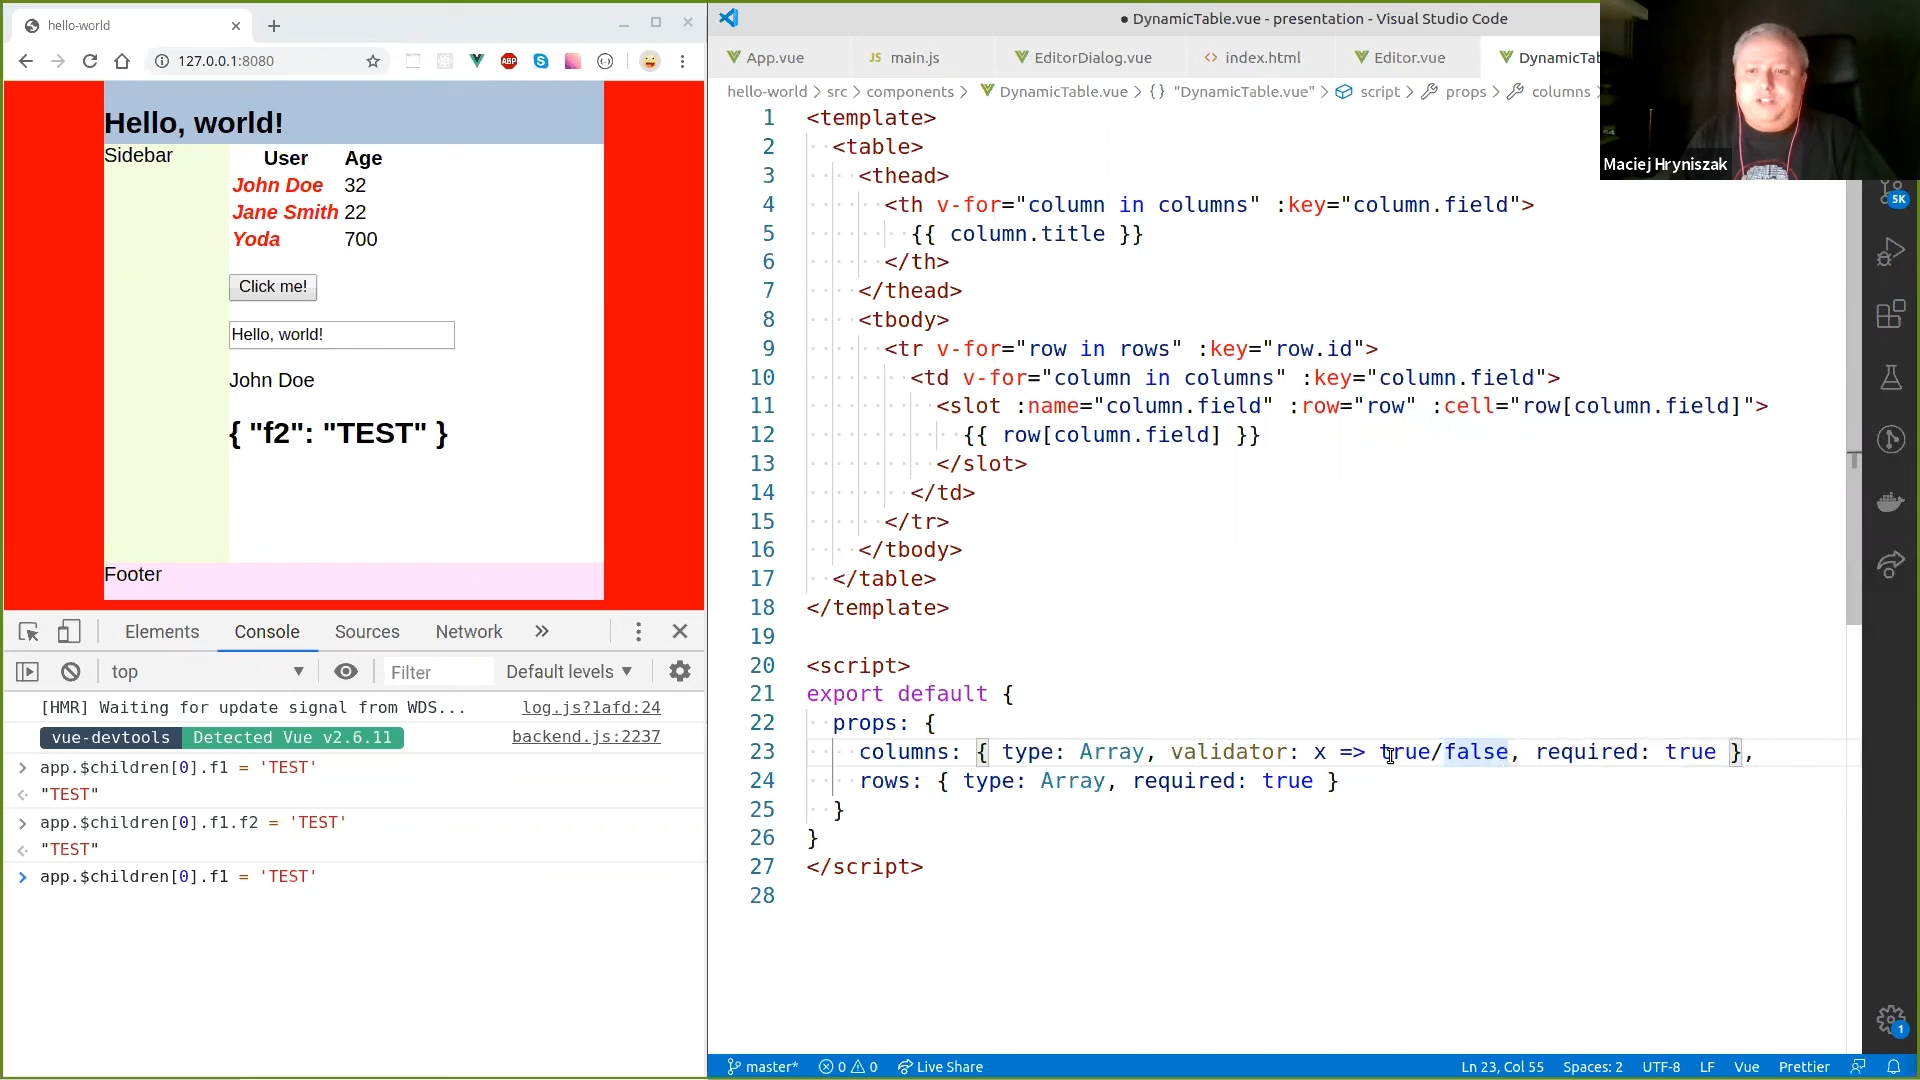 hello-world
127.0.0.1:8080
ABP
Hello, world!
Sidebar
User Age
John Doe 32
Jane Smith 22
Yoda 700
Click me!
Hello, world!
John Doe
{ "f2": "TEST" }
Footer
Elements Console Sources Network
top Filter Default levels
[HMR] Waiting for update signal from WDS... log.js?1afd:24
vue-devtools Detected Vue v2.6.11 backend.js:2237
app.$children[0].f1 = 'TEST'
"TEST"
app.$children[0].f1.f2 = 'TEST'
"TEST"
app.$children[0].f1 = 'TEST'
● DynamicTable.vue - presentation - Visual Studio Code
App.vue JS main.js EditorDialog.vue index.html Editor.vue DynamicTab
hello-world > src > components > DynamicTable.vue > {} "DynamicTable.vue" > script > props > columns
1 <template>
2 <table>
3 <thead>
4 <th v-for="column in columns" :key="column.field">
5 {{ column.title }}
6 </th>
7 </thead>
8 <tbody>
9 <tr v-for="row in rows" :key="row.id">
10 <td v-for="column in columns" :key="column.field">
11 <slot :name="column.field" :row="row" :cell="row[column.field]">
12 {{ row[column.field] }}
13 </slot>
14 </td>
15 </tr>
16 </tbody>
17 </table>
18 </template>
19
20 <script>
21 export default {
22 props: {
23 columns: { type: Array, validator: x => true/false, required: true },
24 rows: { type: Array, required: true }
25 }
26 }
27 </script>
28
Maciej Hryniszak
5K
1
master* 0 0 Live Share Ln 23, Col 55 Spaces: 2 UTF-8 LF Vue Prettier